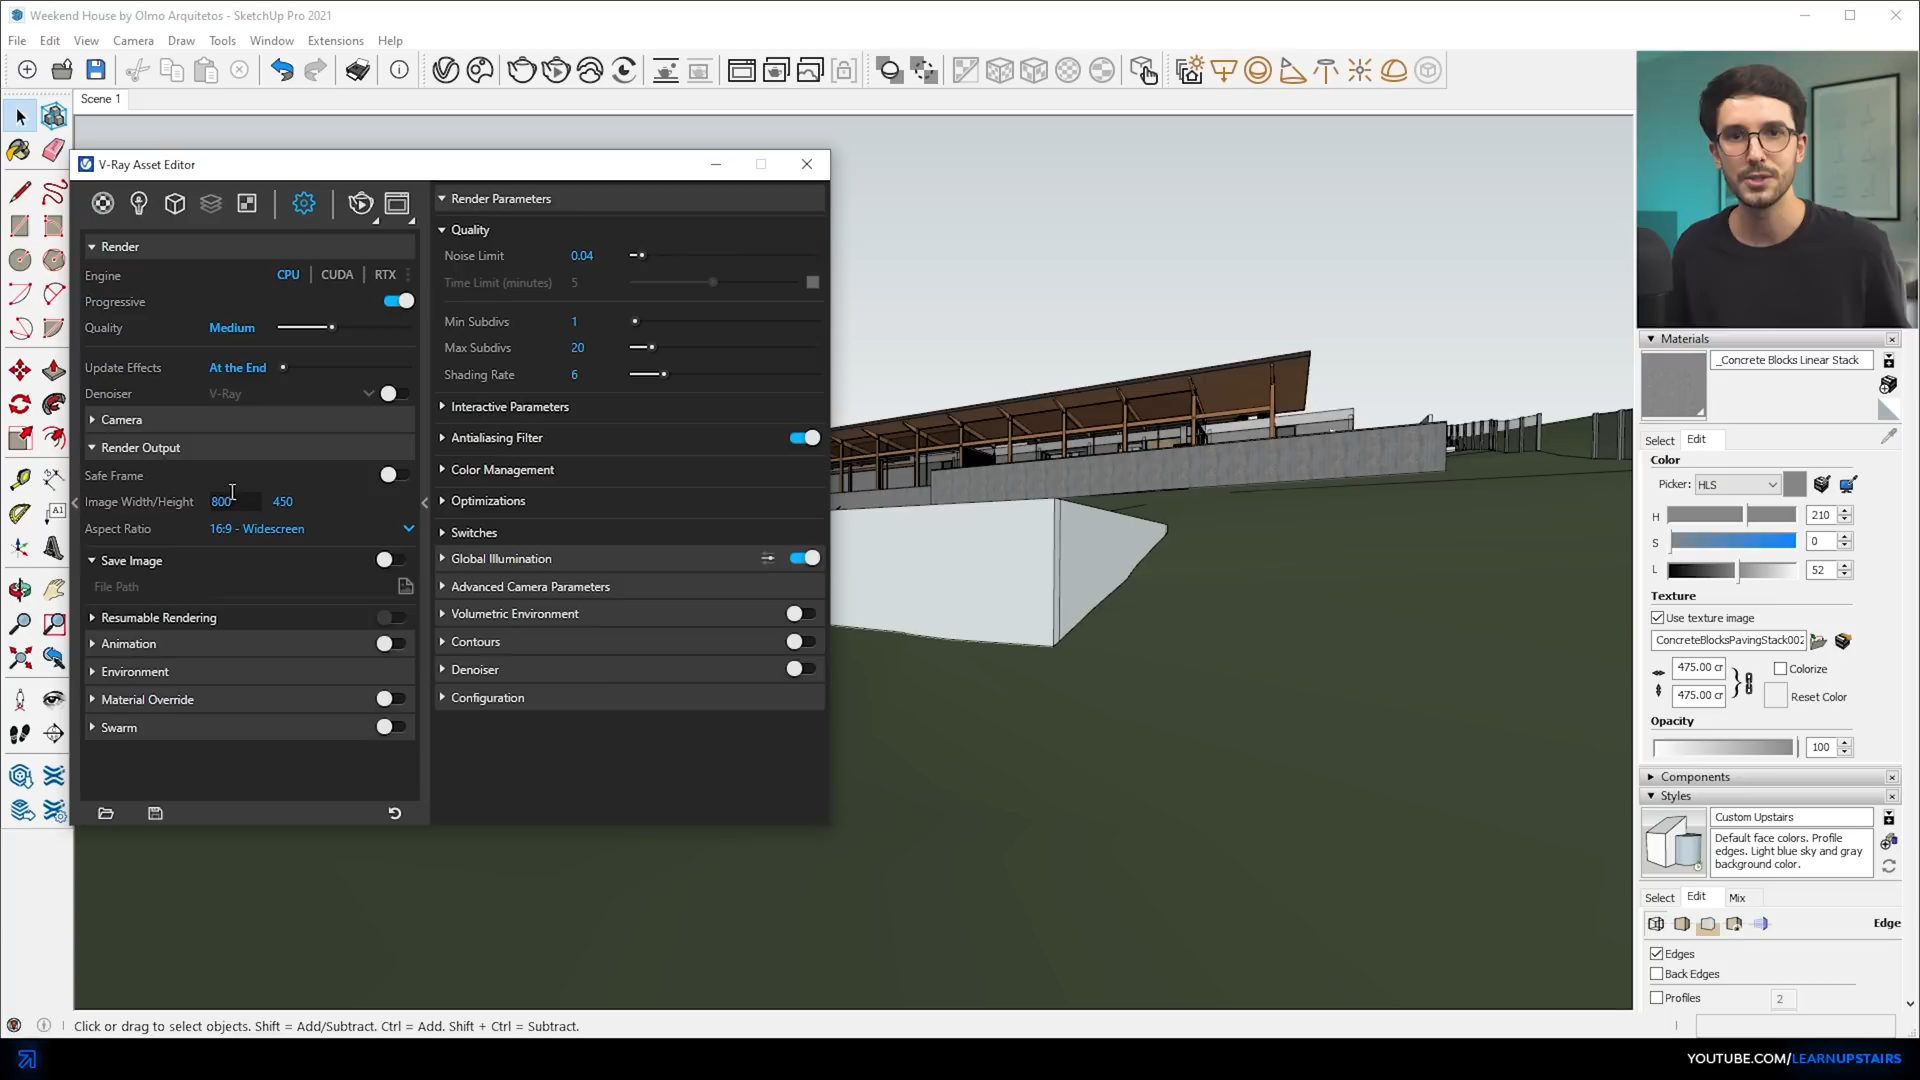 Weekend House by Olmo Arquitetos - SketchUp Pro 2021
File Edit View Camera Draw Tools Window Extensions Help
Scene 1
V-Ray Asset Editor
Render
Engine CPU CUDA RTX
Progressive
Quality Medium
Update Effects At the End
Denoiser V-Ray
Camera
Render Output
Safe Frame
Image Width/Height 800 450
Aspect Ratio 16:9 - Widescreen
Save Image
File Path
Resumable Rendering
Animation
Environment
Material Override
Swarm
Render Parameters
Quality
Noise Limit 0.04
Time Limit (minutes) 5
Min Subdivs 1
Max Subdivs 20
Shading Rate 6
Interactive Parameters
Antialiasing Filter
Color Management
Optimizations
Switches
Global Illumination
Advanced Camera Parameters
Volumetric Environment
Contours
Denoiser
Configuration
Materials
_Concrete Blocks Linear Stack
Select Edit
Color
Picker: HLS
H 210
S 0
L 52
Texture
Use texture image
ConcreteBlocksPavingStack002
475.00 cr Colorize
475.00 cr Reset Color
Opacity
100
Components
Styles
Custom Upstairs
Default face colors. Profile
edges. Light blue sky and gray
background color.
Select Edit Mix
Edge
Edges
Back Edges
Profiles 2
A1
Click or drag to select objects. Shift = Add/Subtract. Ctrl = Add. Shift + Ctrl = Subtract.
YOUTUBE.COM/LEARNUPSTAIRS